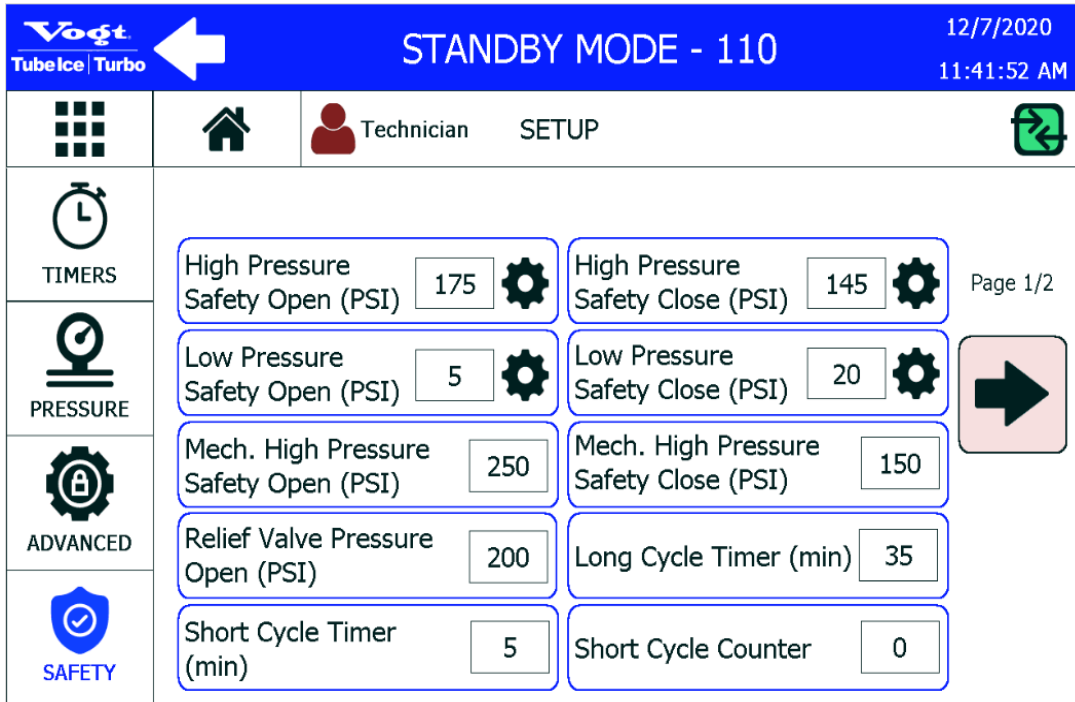 Vogt
Tube Ice | Turbo
STANDBY MODE - 110
12/7/2020
11:41:52 AM
Technician
SETUP
TIMERS
PRESSURE
ADVANCED
SAFETY
High Pressure
Safety Open (PSI)
175
High Pressure
Safety Close (PSI)
145
Page 1/2
Low Pressure
Safety Open (PSI)
5
Low Pressure
Safety Close (PSI)
20
Mech. High Pressure
Safety Open (PSI)
250
Mech. High Pressure
Safety Close (PSI)
150
Relief Valve Pressure
Open (PSI)
200
Long Cycle Timer (min)
35
Short Cycle Timer
(min)
5
Short Cycle Counter
0